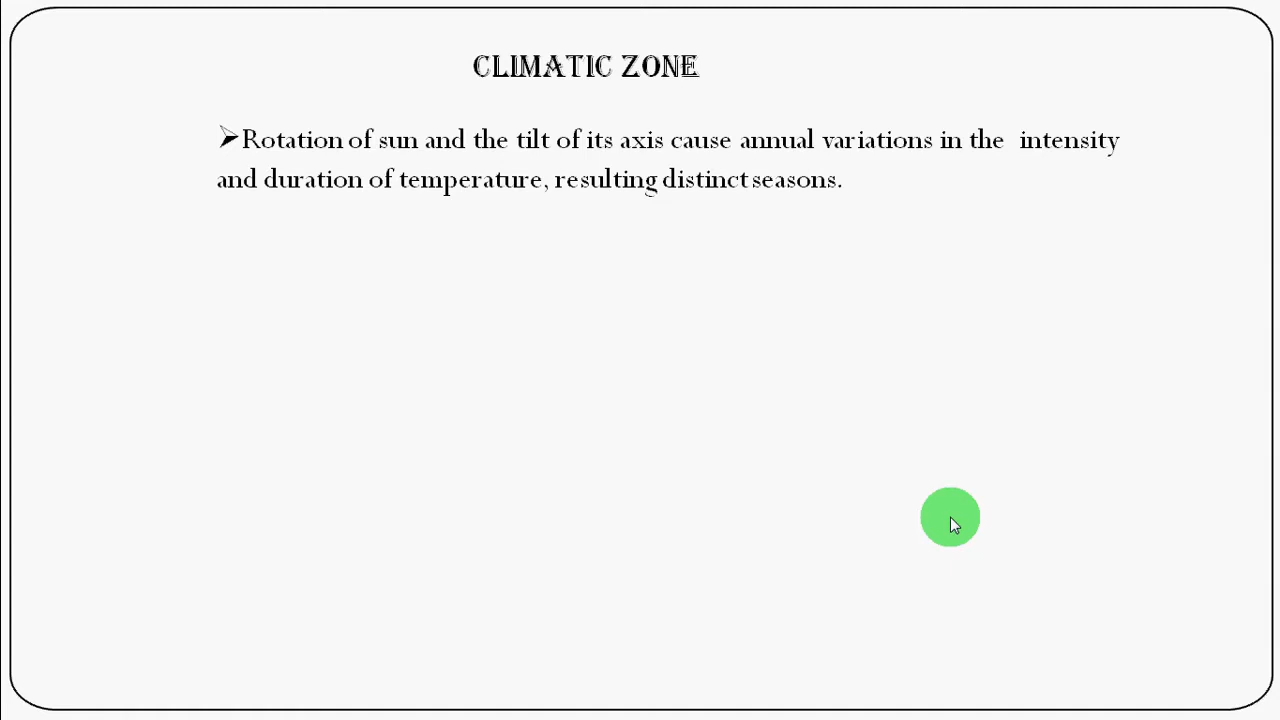 CLIMATIC ZONE
➢Rotation of sun and the tilt of its axis cause annual variations in the intensity
and duration of temperature, resulting distinct seasons.